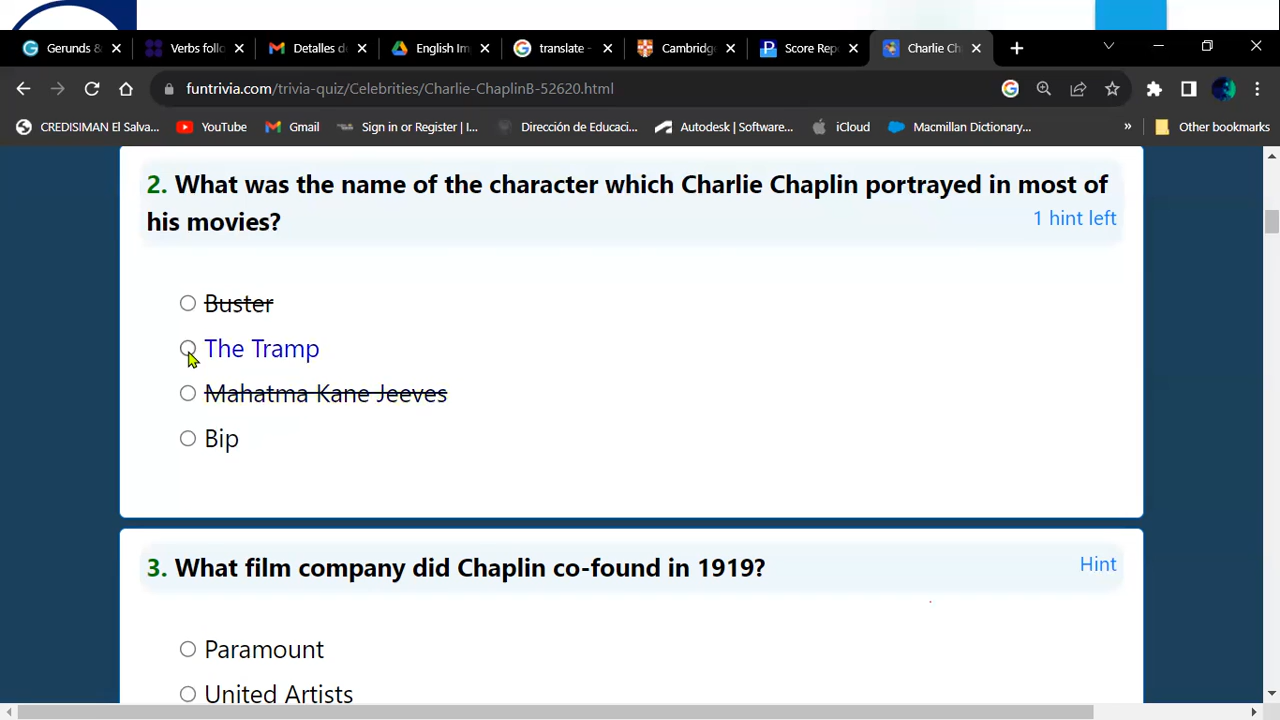 Gerunds &
Verbs follo
Detalles de
English Im
translate -
Cambridge
Score Repo
Charlie Ch
funtrivia.com/trivia-quiz/Celebrities/Charlie-ChaplinB-52620.html
CREDISIMAN El Salva...
YouTube
Gmail
Sign in or Register | I...
Dirección de Educaci...
Autodesk | Software...
iCloud
Macmillan Dictionary...
»
Other bookmarks
2. What was the name of the character which Charlie Chaplin portrayed in most of
his movies?
1 hint left
Buster
The Tramp
Mahatma Kane Jeeves
Bip
3. What film company did Chaplin co-found in 1919?
Hint
Paramount
United Artists